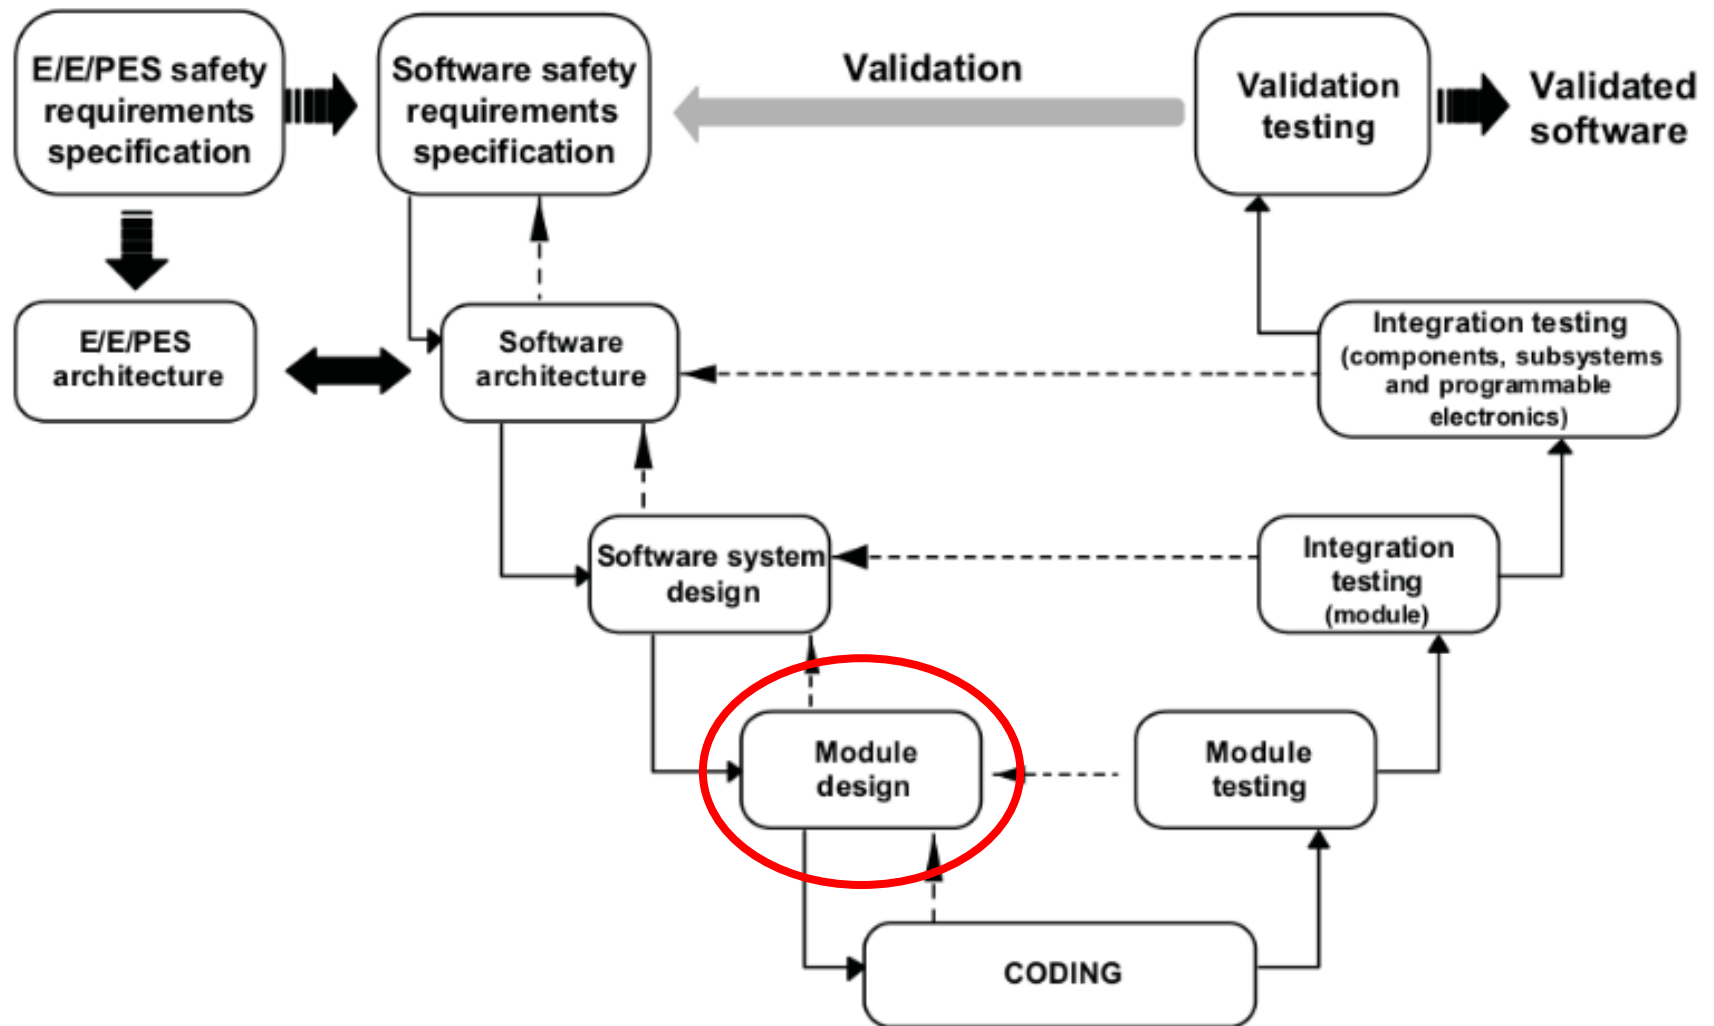 E/E/PES safety
requirements
specification
Software safety
requirements
specification
Validation
Validation
testing
Validated
software
E/E/PES
architecture
Software
architecture
Integration testing
(components, subsystems
and programmable
electronics)
Software system
design
Integration
testing
(module)
Module
design
Module
testing
CODING